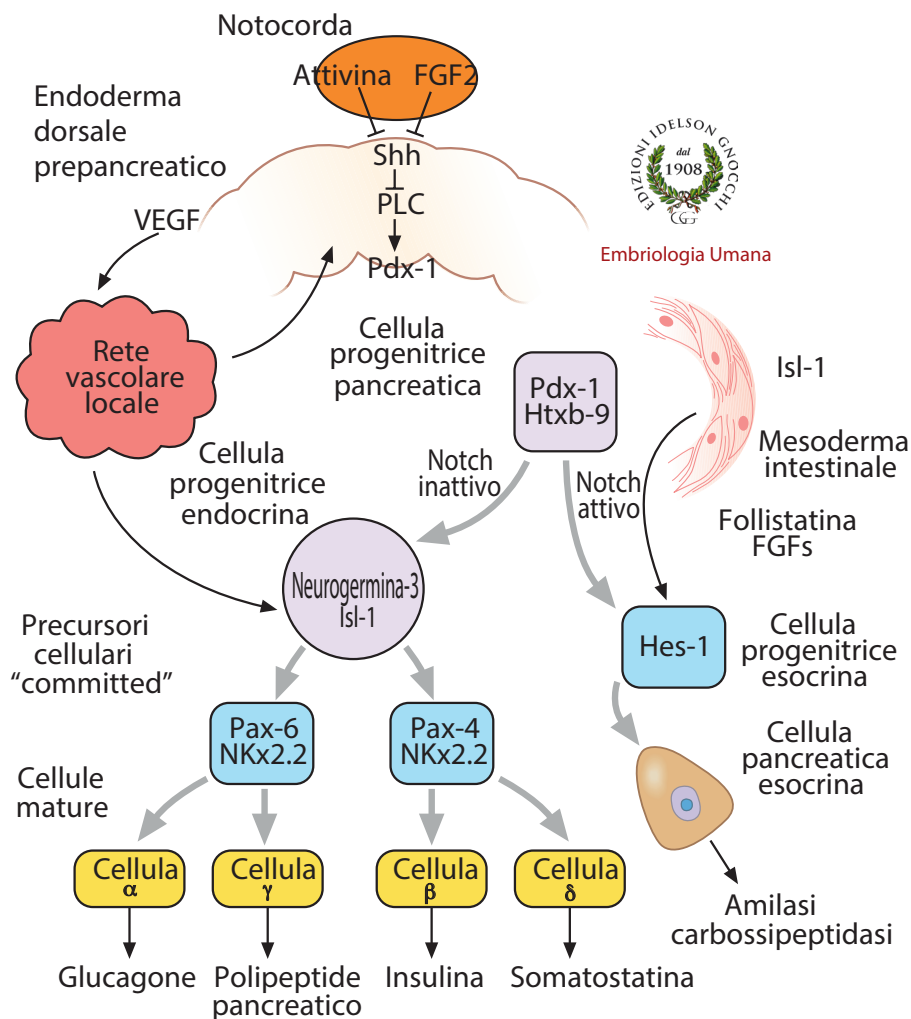 Notocorda
Attivina FGF2
Endoderma
dorsale
prepancreatico
Shh
PLC
Pdx-1
VEGF
EDIZIONI IDELSON GNOCCHI
dal
1908
Embriologia Umana
Rete
vascolare
locale
Cellula
progenitrice
pancreatica
Pdx-1
Htxb-9
Isl-1
Mesoderma
intestinale
Cellula
progenitrice
endocrina
Notch
inattivo
Notch
attivo
Follistatina
FGFs
Neurogermina-3
Isl-1
Hes-1
Cellula
progenitrice
esocrina
Precursori
cellulari
“committed”
Pax-6
NKx2.2
Pax-4
NKx2.2
Cellula
pancreatica
esocrina
Cellule
mature
Cellula
α
Cellula
γ
Cellula
β
Cellula
δ
Glucagone
Polipeptide
pancreatico
Insulina
Somatostatina
Amilasi
carbossipeptidasi